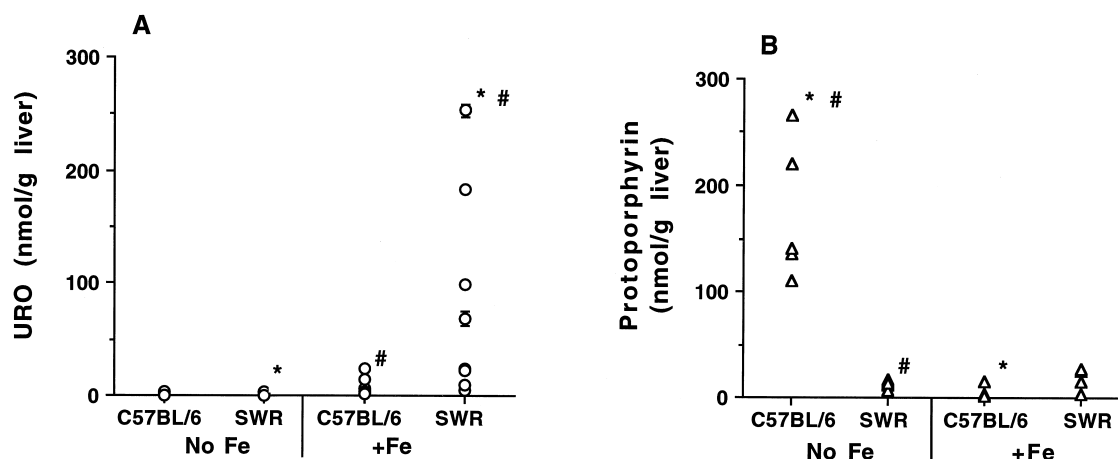 A
300
200
100
0
URO (nmol/g liver)
* #
*
#
C57BL/6 SWR C57BL/6 SWR
No Fe +Fe
B
300
200
100
0
Protoporphyrin
(nmol/g liver)
* #
#
*
C57BL/6 SWR C57BL/6 SWR
No Fe +Fe